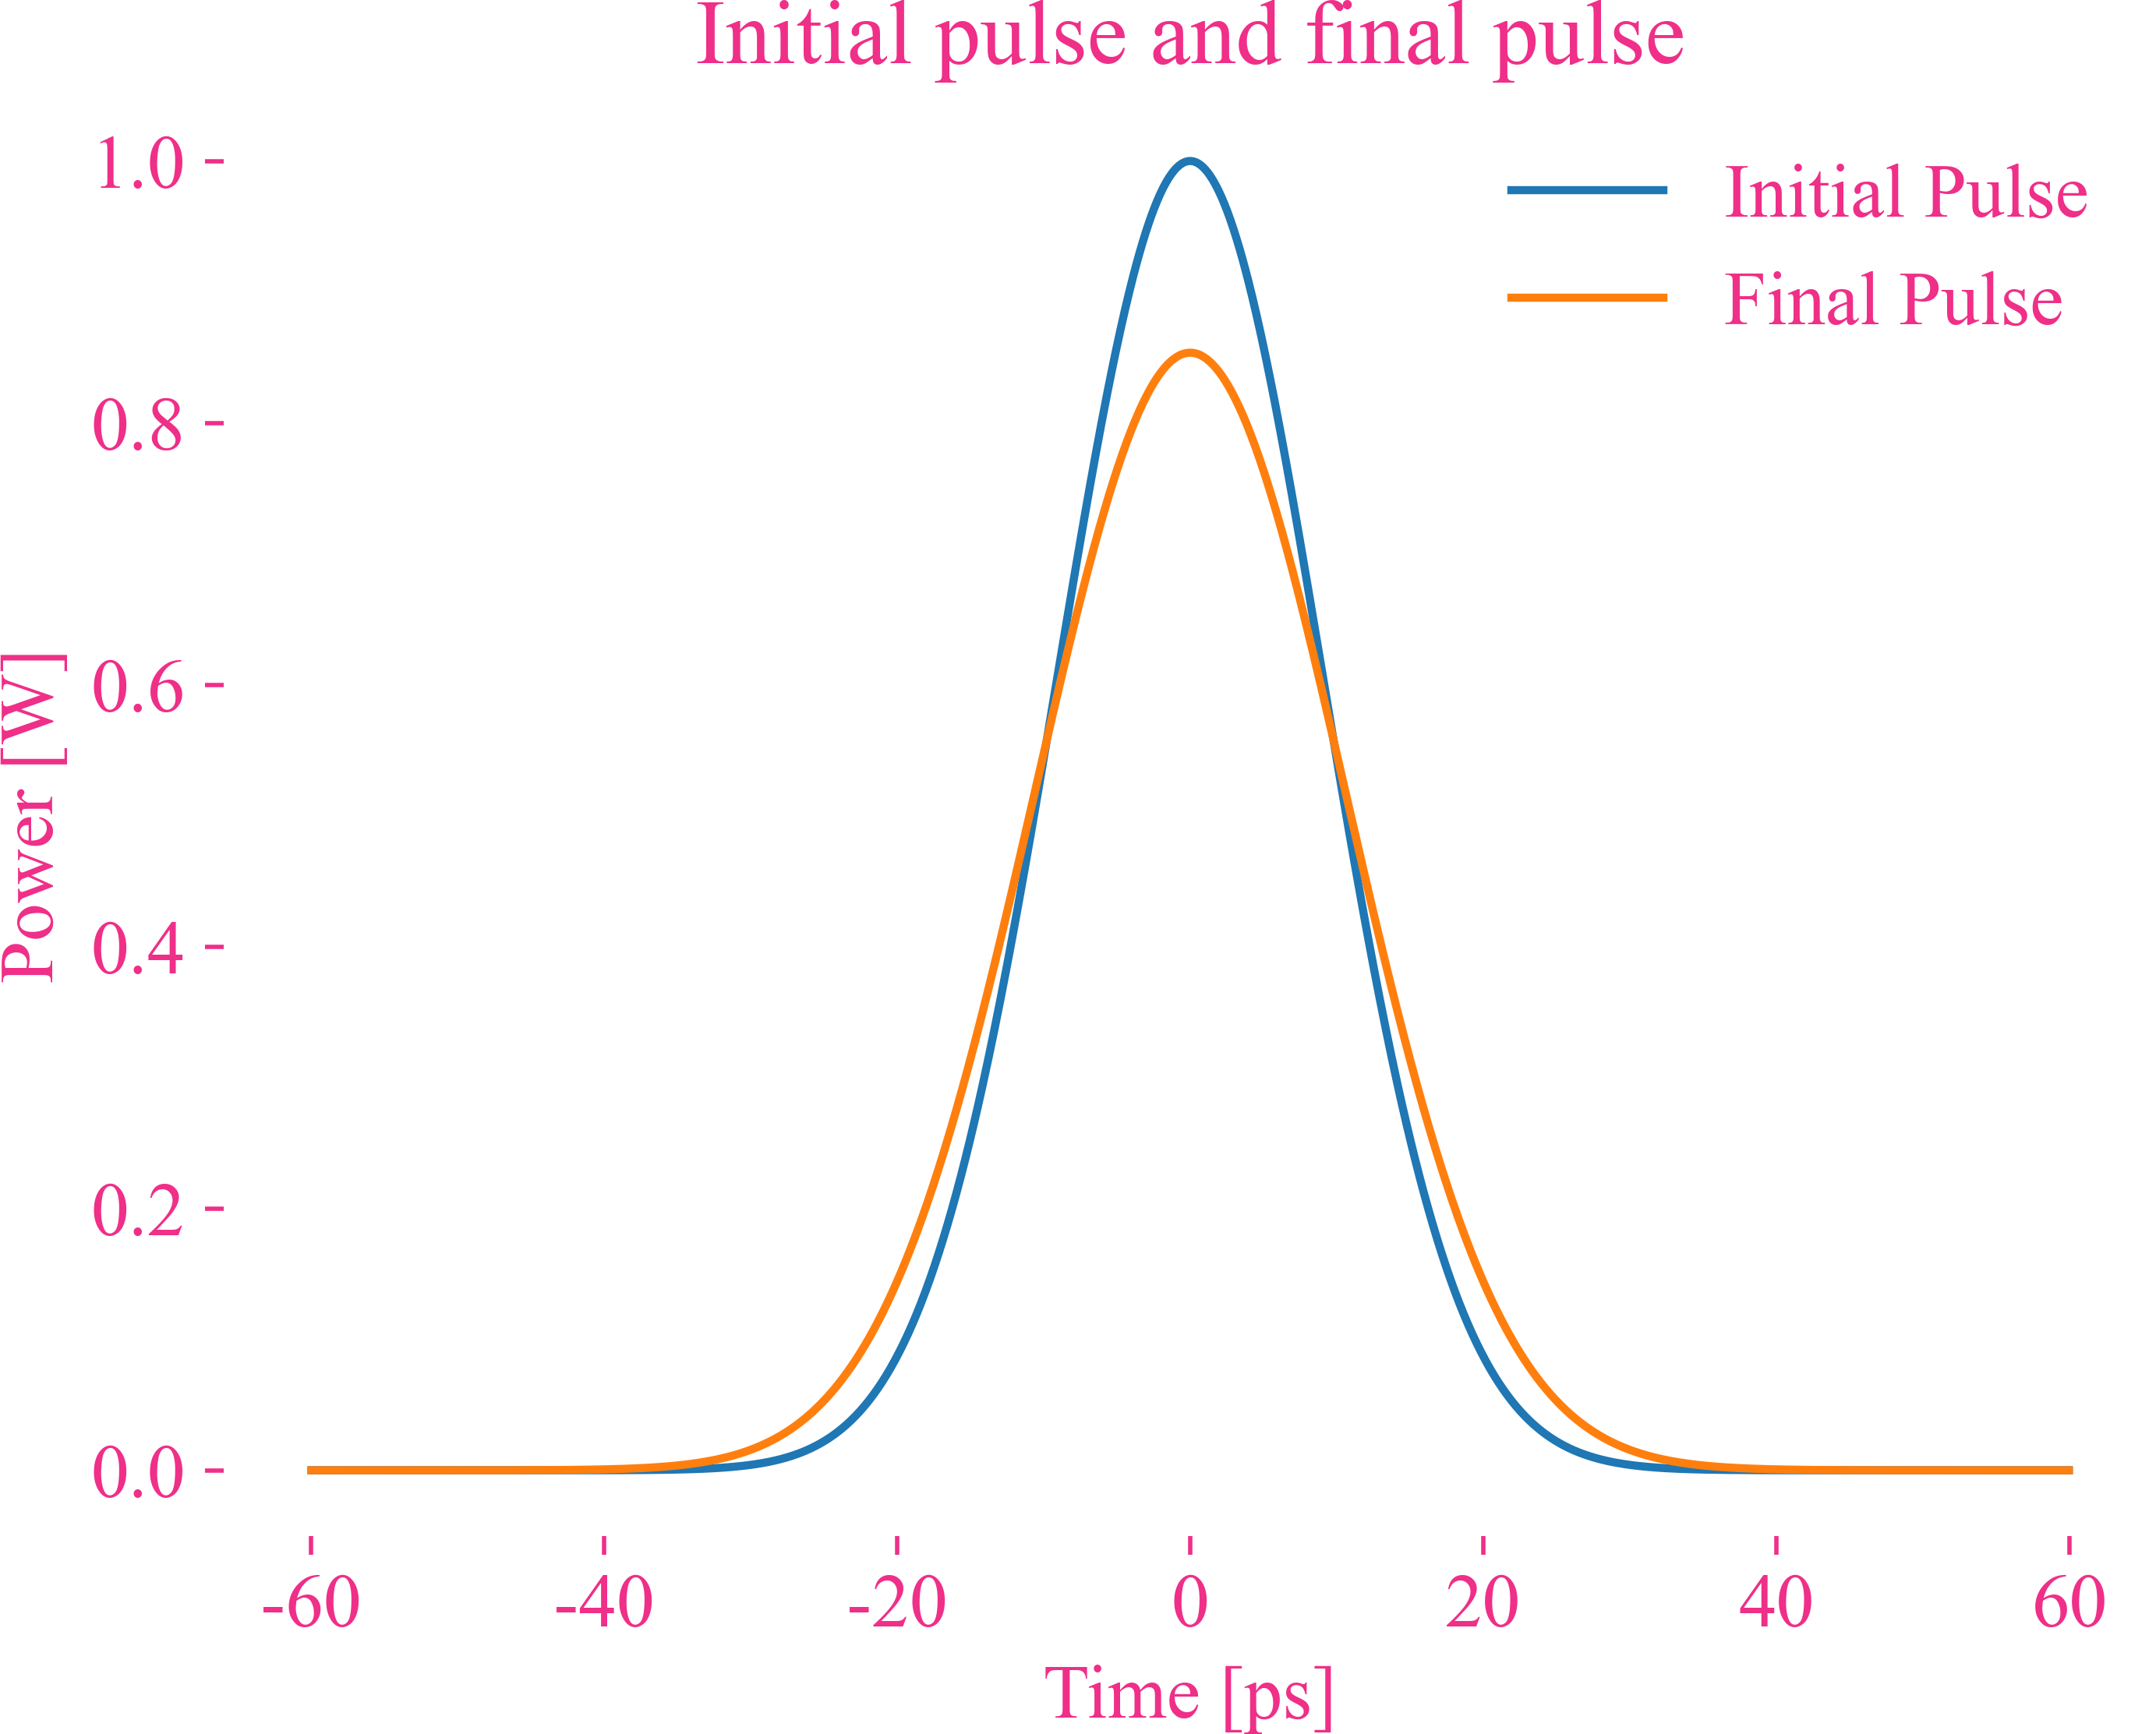 Initial pulse and final pulse
Initial Pulse
Final Pulse
Power [W]
1.0
0.8
0.6
0.4
0.2
0.0
-60 -40 -20 0 20 40 60
Time [ps]